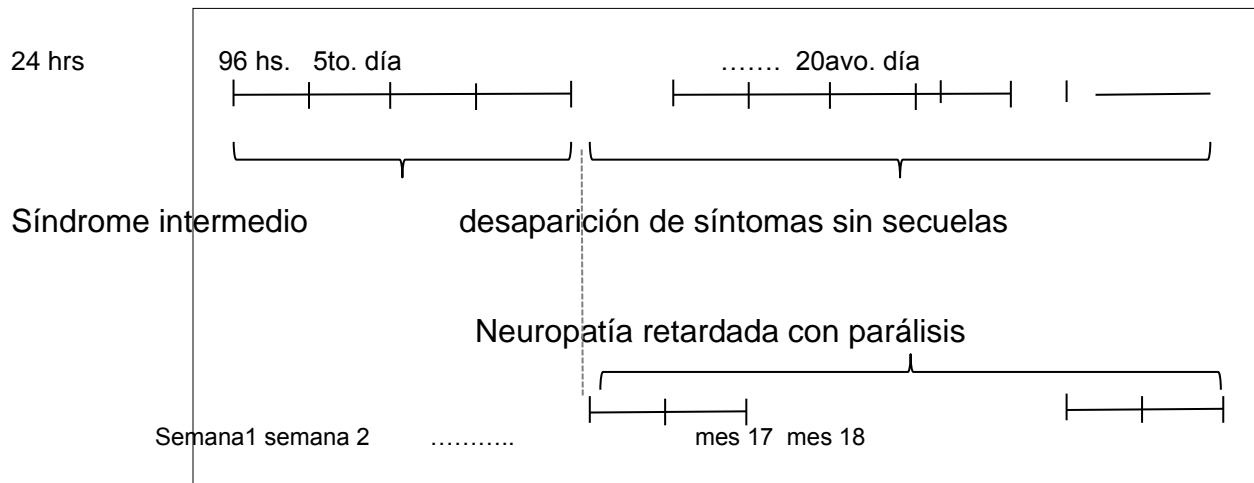 24 hrs 96 hs. 5to. día ……. 20avo. día
Síndrome intermedio desaparición de síntomas sin secuelas
Neuropatía retardada con parálisis
Semana1 semana 2 ……….. mes 17 mes 18